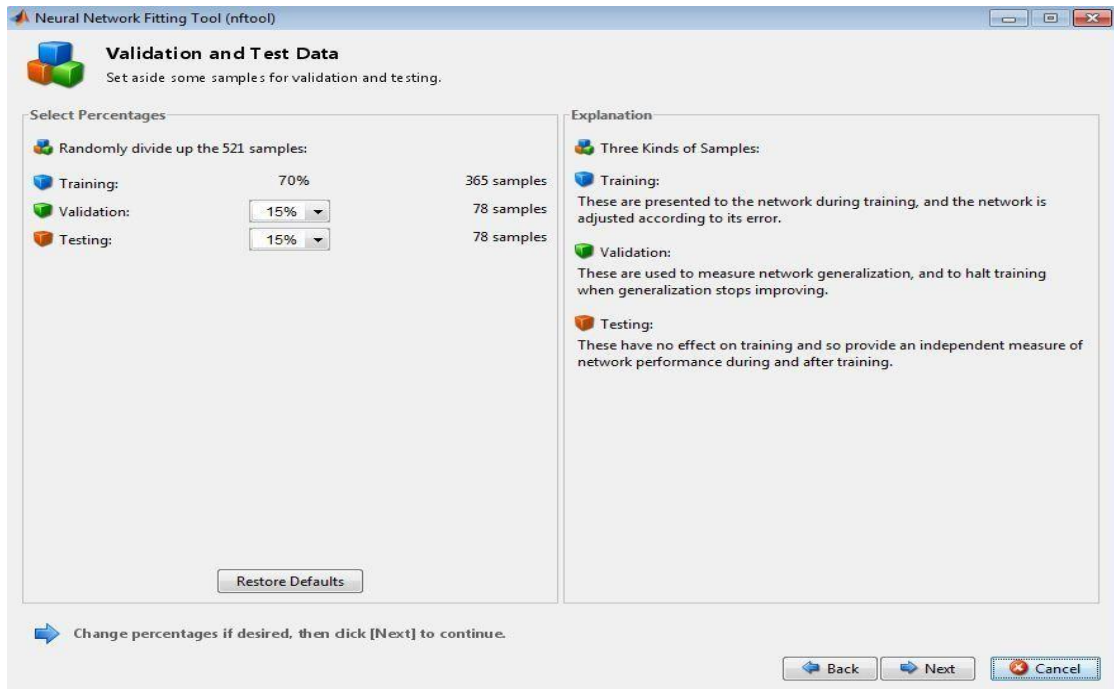 Neural Network Fitting Tool (nftool)
Validation and Test Data
Set aside some samples for validation and testing.
Select Percentages
Randomly divide up the 521 samples:
Training: 70% 365 samples
Validation: 15% 78 samples
Testing: 15% 78 samples
Restore Defaults
Explanation
Three Kinds of Samples:
Training:
These are presented to the network during training, and the network is
adjusted according to its error.
Validation:
These are used to measure network generalization, and to halt training
when generalization stops improving.
Testing:
These have no effect on training and so provide an independent measure of
network performance during and after training.
Change percentages if desired, then click [Next] to continue.
Back Next Cancel